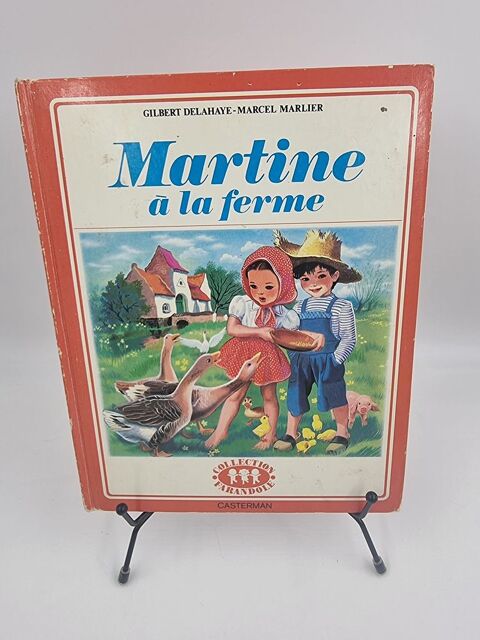 GILBERT DELAHAYE-MARCEL MARLIER
Martine
à la ferme
COLLECTION
FARANDOLE
CASTERMAN